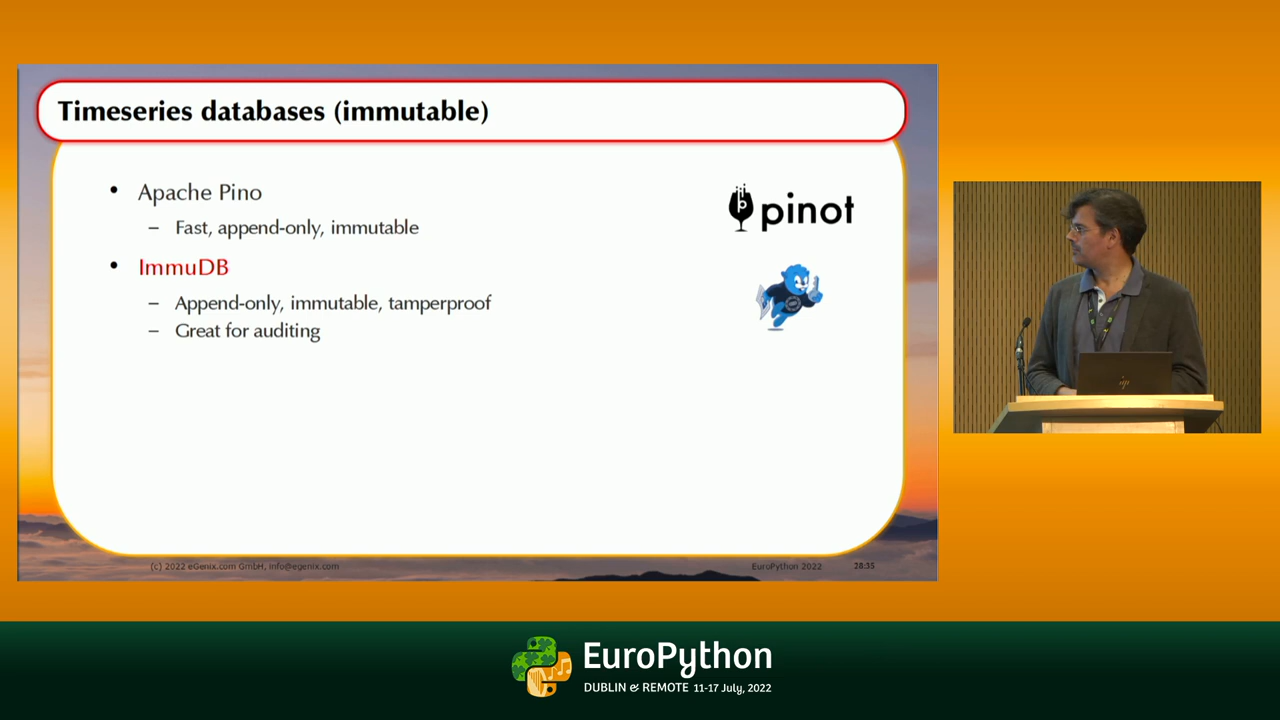 Timeseries databases (immutable)
• Apache Pino
– Fast, append-only, immutable
• ImmuDB
– Append-only, immutable, tamperproof
– Great for auditing
pinot
(c) 2022 eGenix.com GmbH, info@egenix.com
EuroPython 2022
28:35
hp
EuroPython
DUBLIN & REMOTE 11-17 July, 2022